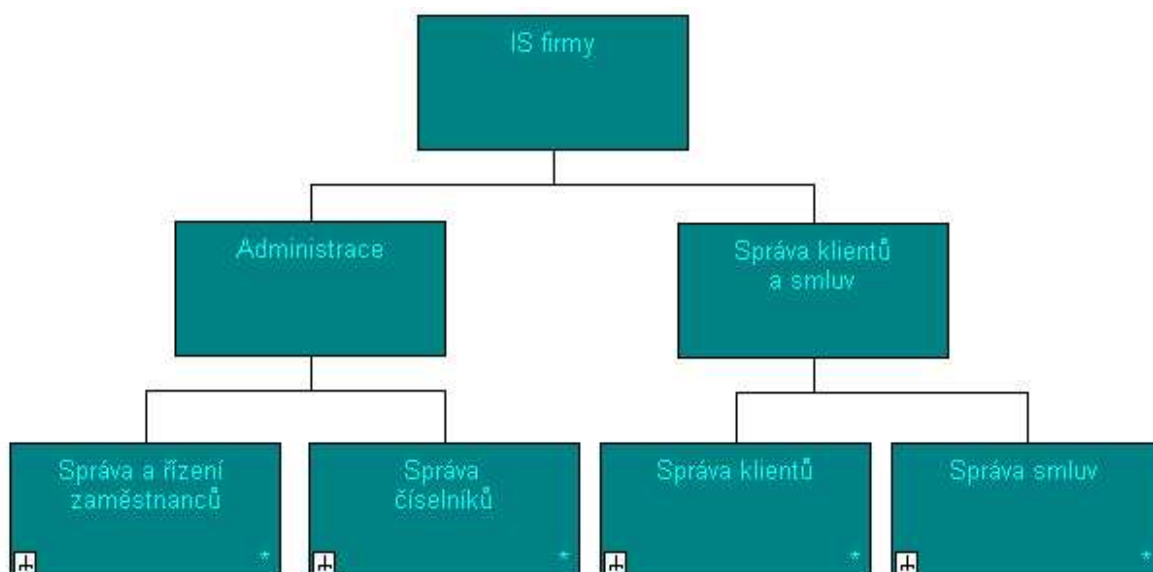 IS firmy
Administrace
Správa klientů
a smluv
Správa a řízení
zaměstnanců
Správa
číselníků
Správa klientů
Správa smluv
*
*
*
*